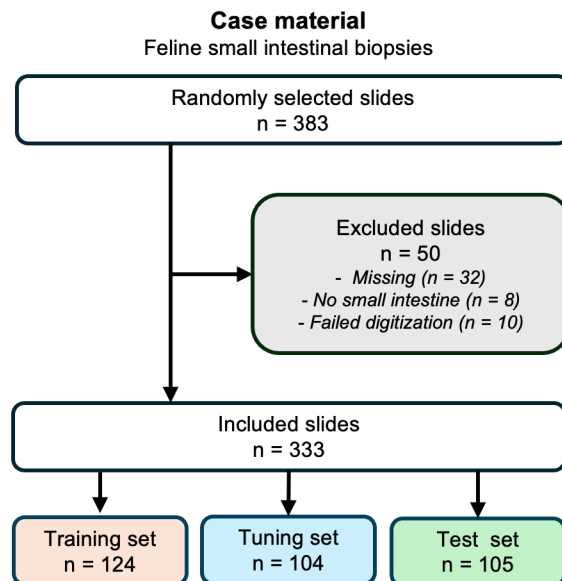 Case material
Feline small intestinal biopsies
Randomly selected slides
n = 383
Excluded slides
n = 50
- Missing (n = 32)
- No small intestine (n = 8)
- Failed digitization (n = 10)
Included slides
n = 333
Training set
n = 124
Tuning set
n = 104
Test set
n = 105